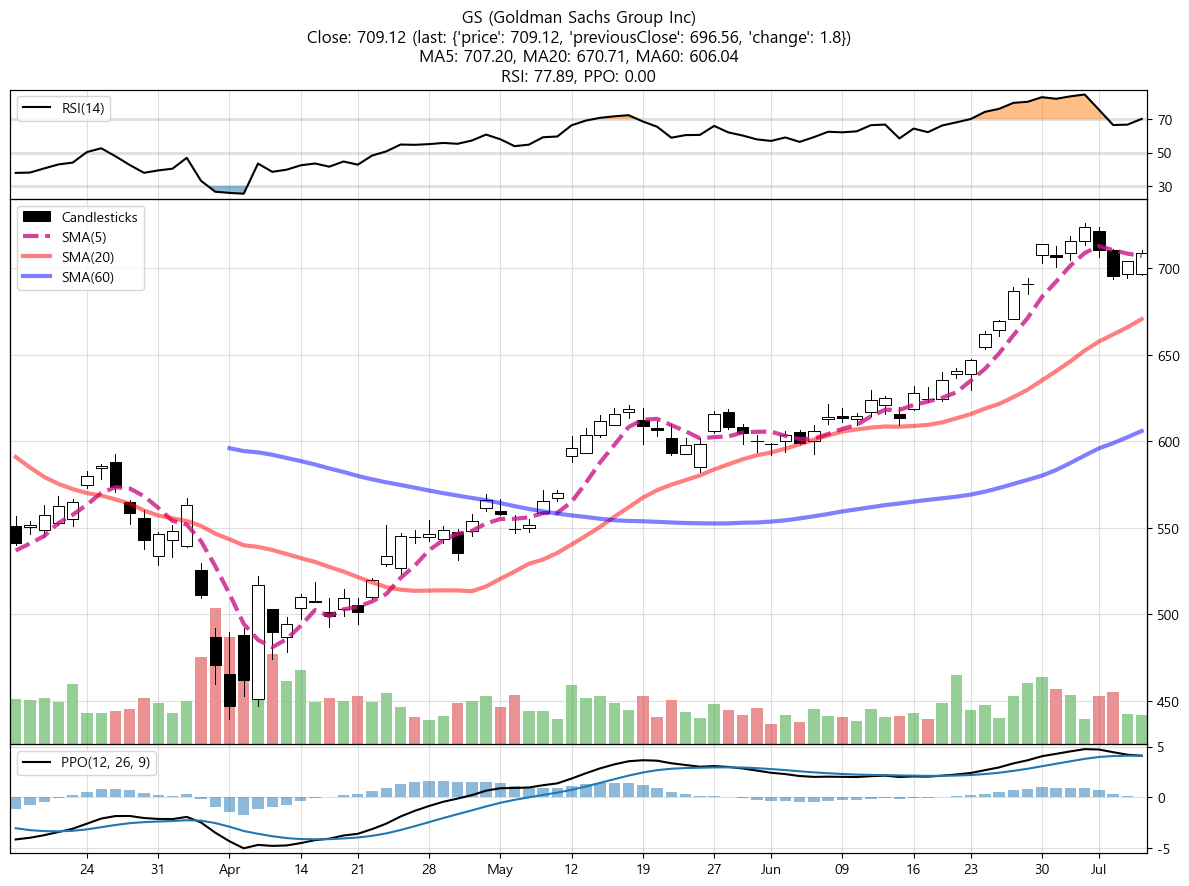 GS (Goldman Sachs Group Inc)
Close: 709.12 (last: {'price': 709.12, 'previousClose': 696.56, 'change': 1.8})
MA5: 707.20, MA20: 670.71, MA60: 606.04
RSI: 77.89, PPO: 0.00
RSI(14)
70
50
30
Candlesticks
SMA(5)
SMA(20)
SMA(60)
700
650
600
550
500
450
PPO(12, 26, 9)
5
0
-5
24 31 Apr 14 21 28 May 12 19 27 Jun 09 16 23 30 Jul